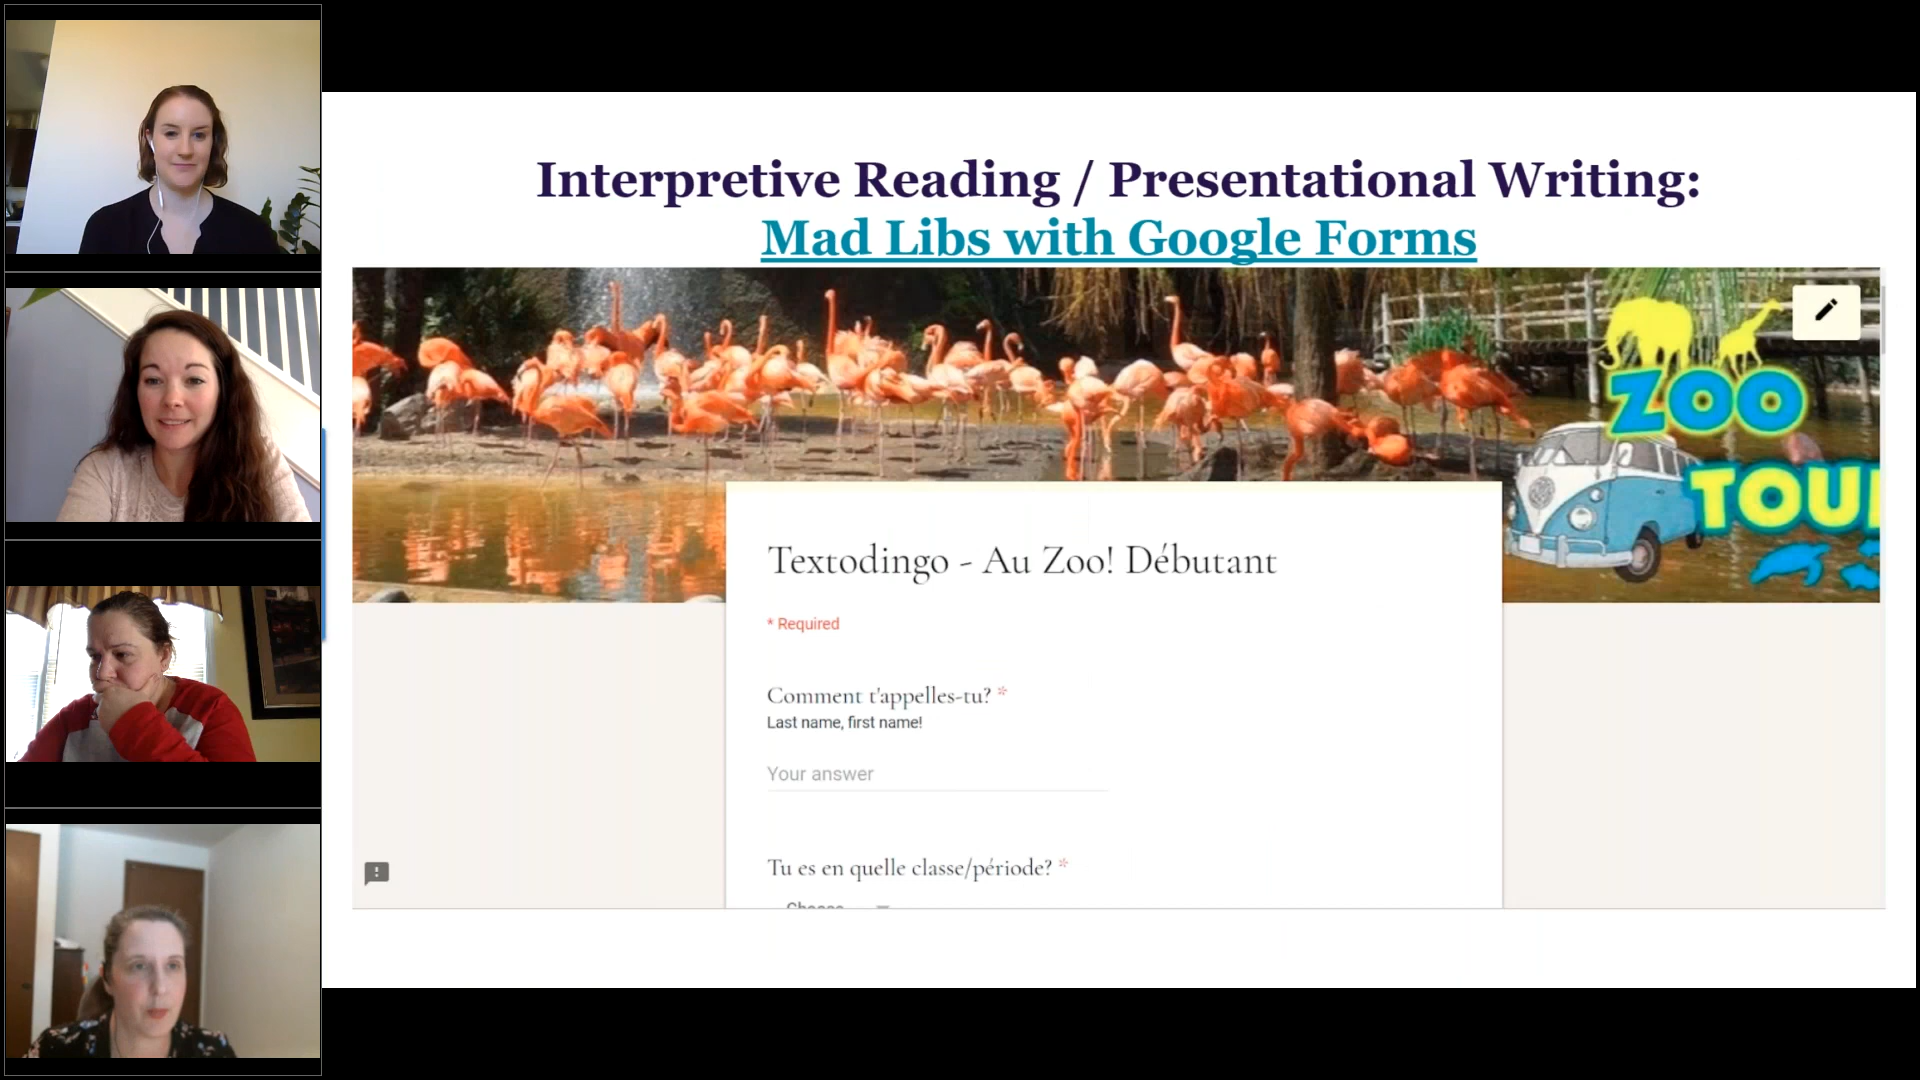 Interpretive Reading / Presentational Writing:
Mad Libs with Google Forms
ZOO
TOU
Textodingo - Au Zoo! Débutant
* Required
Comment t'appelles-tu? *
Last name, first name!
Your answer
Tu es en quelle classe/période? *
Choose